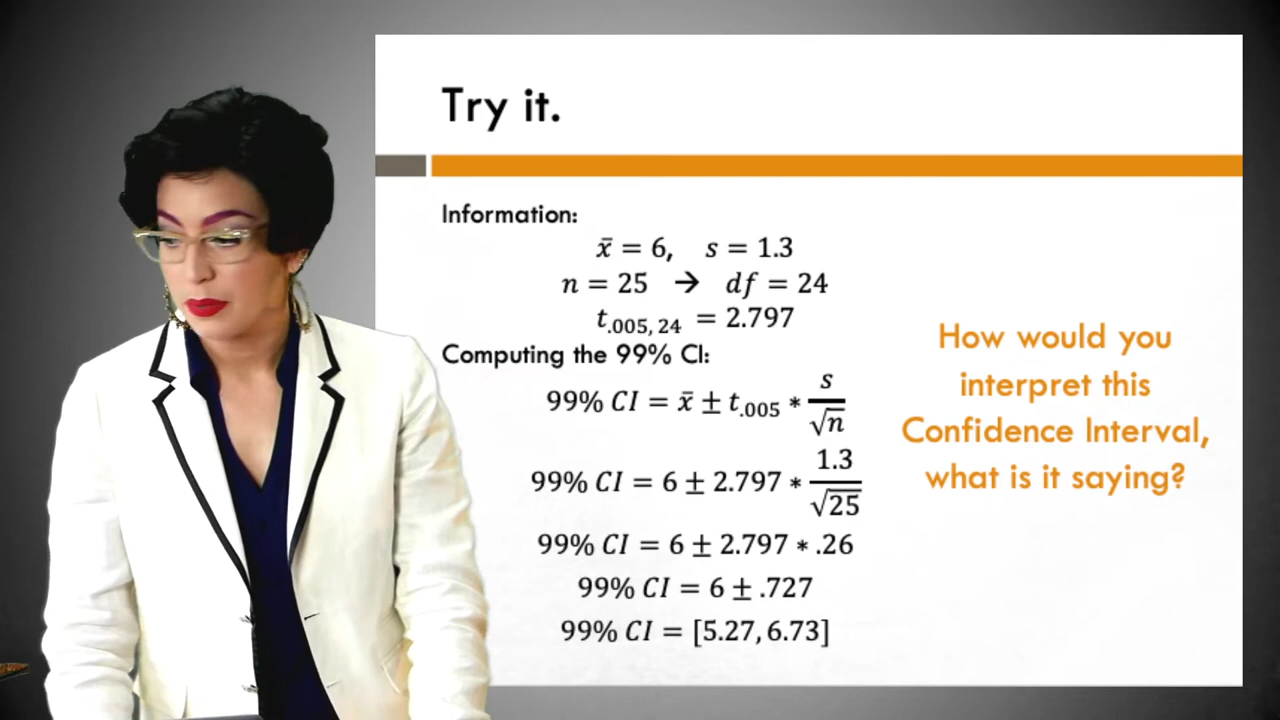 Try it.
Information:
x̄ = 6, s = 1.3
n = 25 → df = 24
t.005, 24 = 2.797
Computing the 99% CI:
99% CI = x̄ ± t.005 * s/√n
99% CI = 6 ± 2.797 * 1.3/√25
99% CI = 6 ± 2.797 * .26
99% CI = 6 ± .727
99% CI = [5.27, 6.73]
How would you
interpret this
Confidence Interval,
what is it saying?